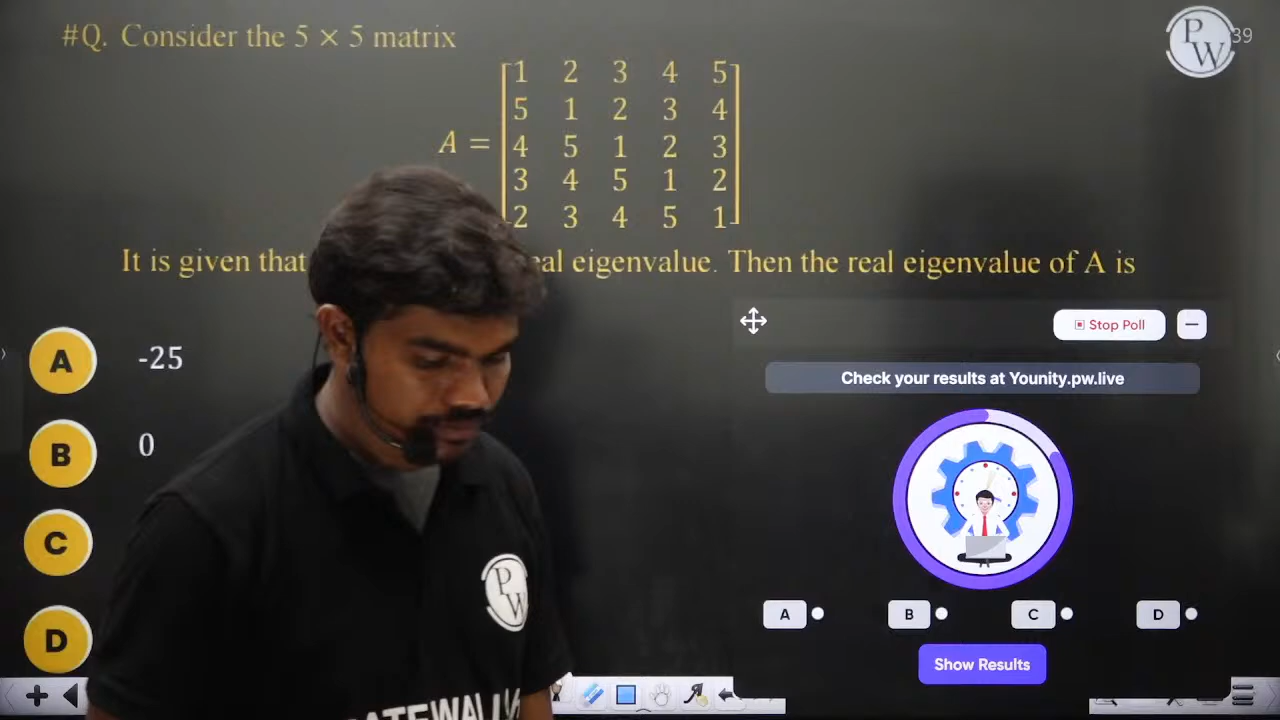 #Q. Consider the 5 × 5 matrix
PW
39
1 2 3 4 5
5 1 2 3 4
A = 4 5 1 2 3
3 4 5 1 2
2 3 4 5 1
It is given that eigenvalue. Then the real eigenvalue of A is
Stop Poll
A -25
Check your results at Younity.pw.live
B 0
C
D
PW
A B C D
Show Results